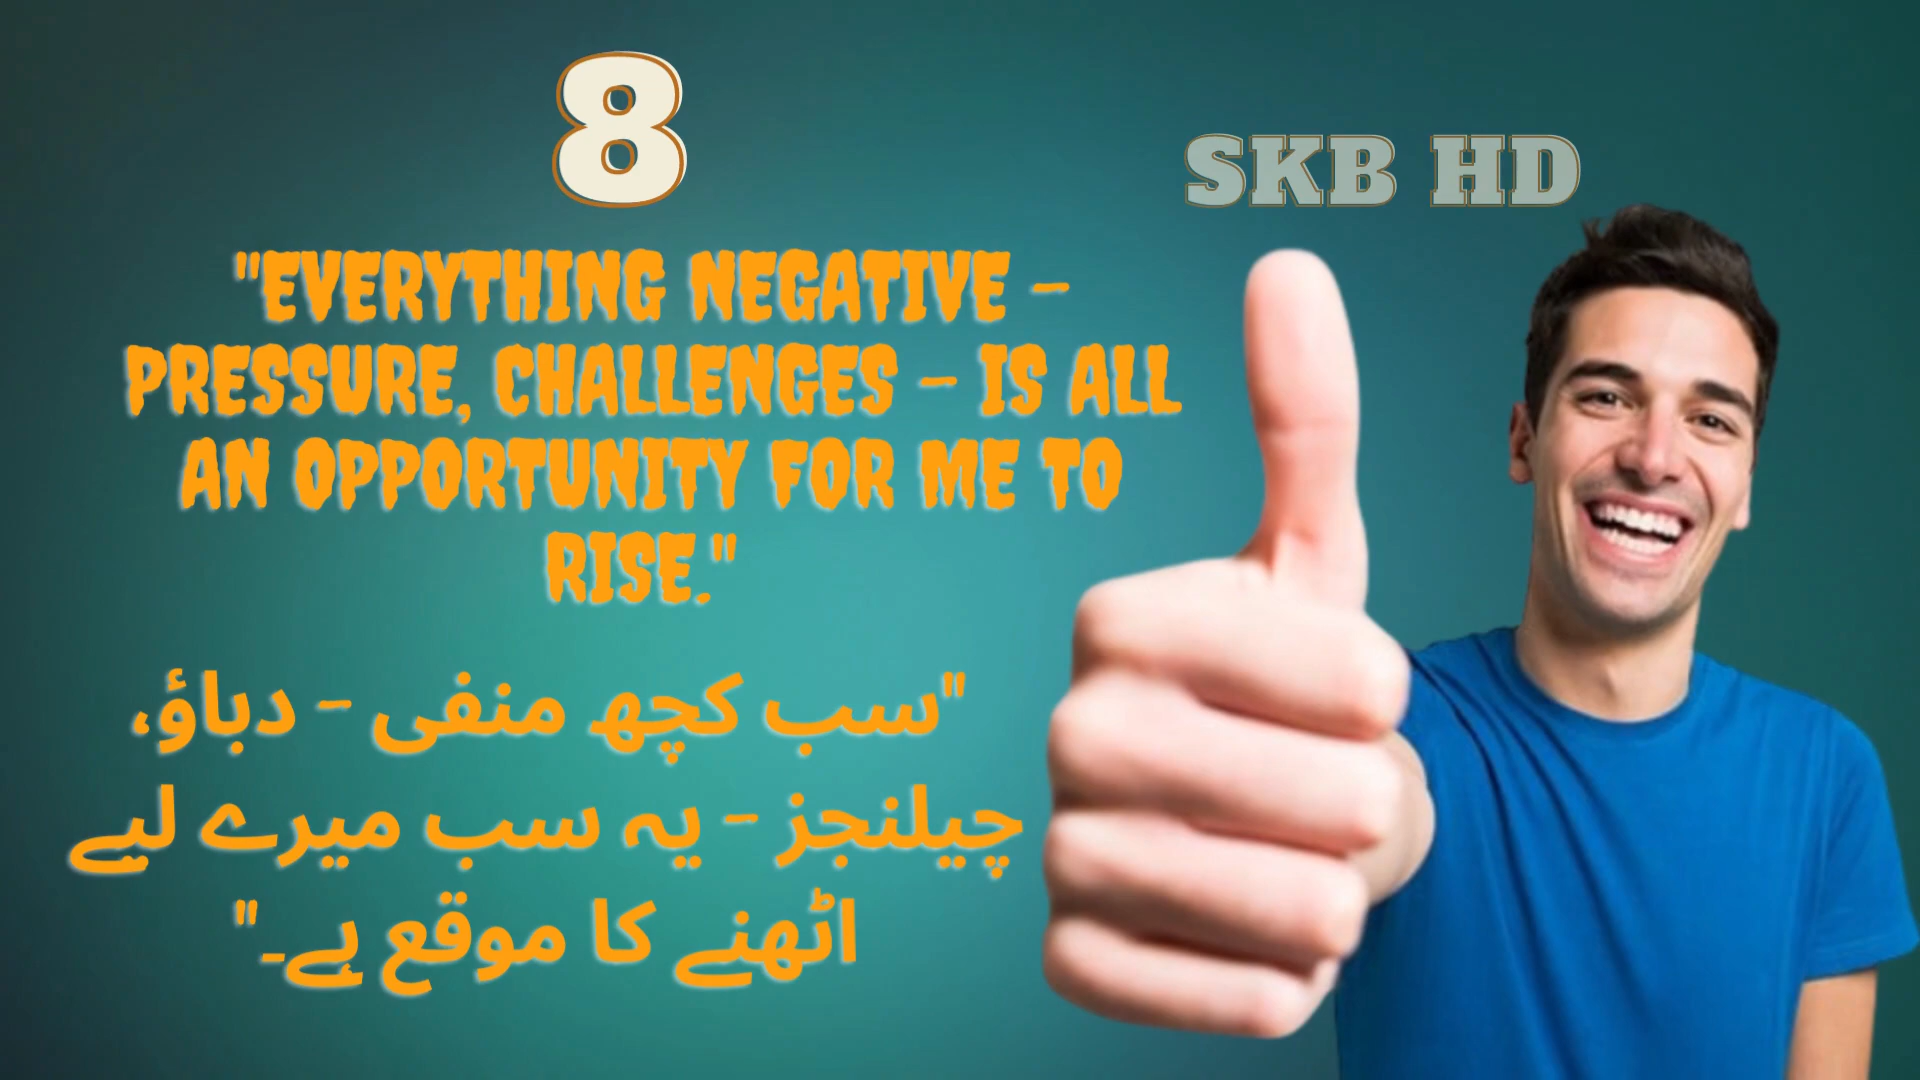 8
SKB HD
"EVERYTHING NEGATIVE –
PRESSURE, CHALLENGES – IS ALL
AN OPPORTUNITY FOR ME TO
RISE."
"سب کچھ منفی - دباؤ،
چیلنجز - یہ سب میرے لیے
اٹھنے کا موقع ہے۔"